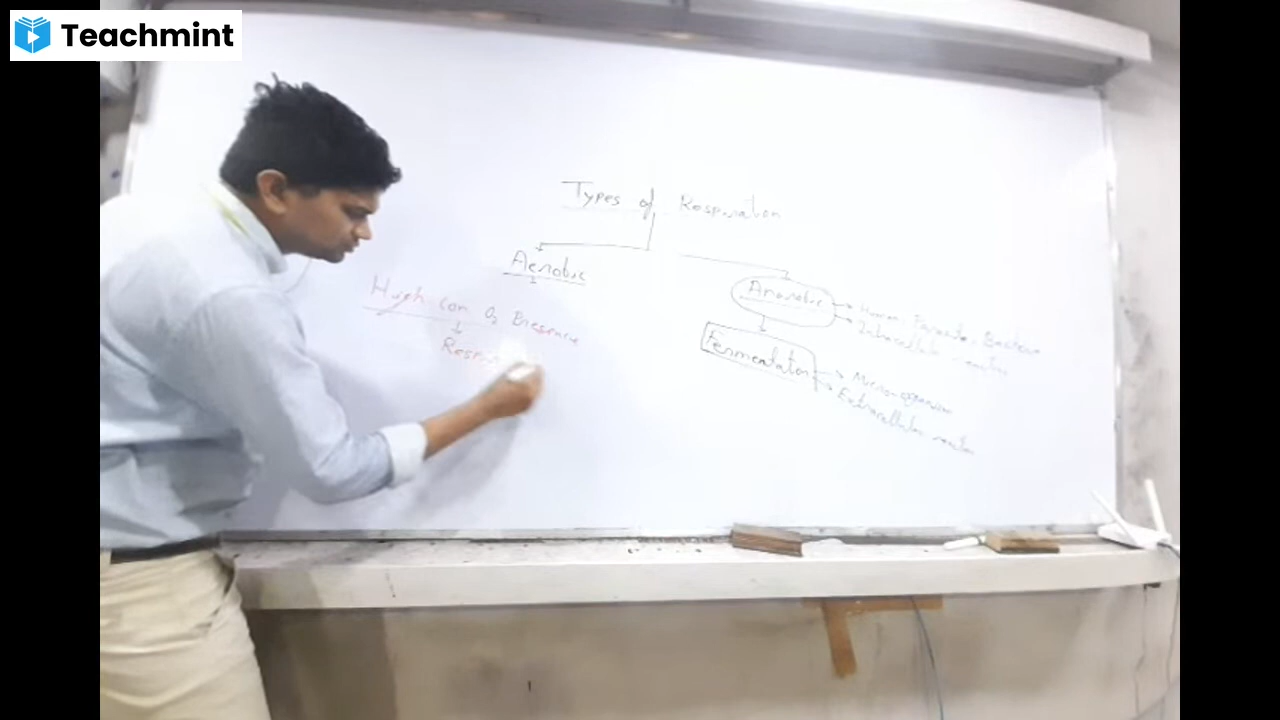 Teachmint
Types of Respiration
Aerobic
High con O2 Presence
Anaerobic
Human, Parasite, Bacteria
Intracellular reaction
Fermentation
Microorganism
Extracellular reaction